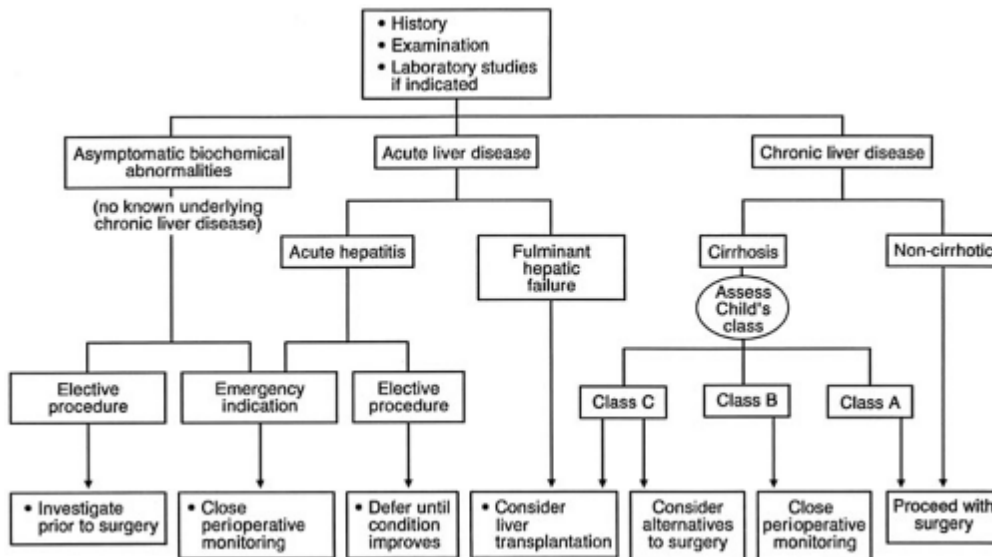 • History
• Examination
• Laboratory studies
if indicated
Asymptomatic biochemical
abnormalities
Acute liver disease
Chronic liver disease
(no known underlying
chronic liver disease)
Acute hepatitis
Fulminant
hepatic
failure
Cirrhosis
Non-cirrhotic
Assess
Child's
class
Elective
procedure
Emergency
indication
Elective
procedure
Class C
Class B
Class A
• Investigate
prior to surgery
• Close
perioperative
monitoring
• Defer until
condition
improves
• Consider
liver
transplantation
Consider
alternatives
to surgery
Close
perioperative
monitoring
Proceed with
surgery